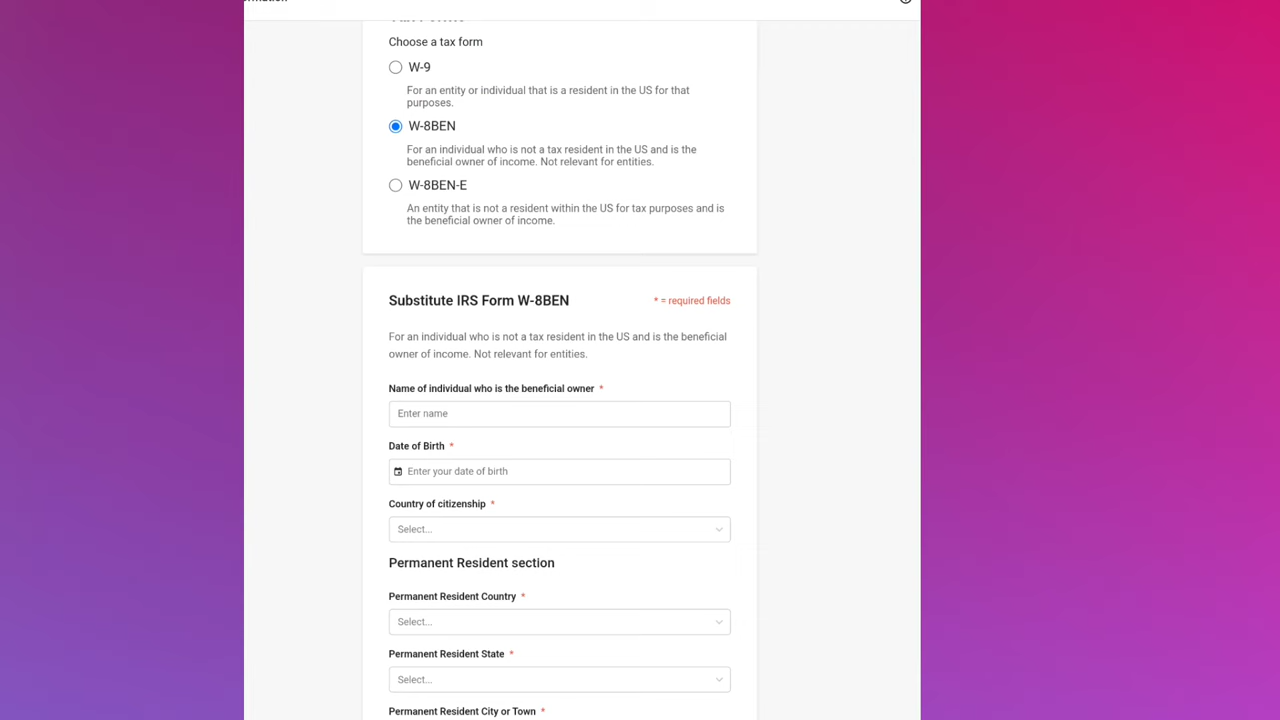 Choose a tax form
W-9
For an entity or individual that is a resident in the US for that
purposes.
W-8BEN
For an individual who is not a tax resident in the US and is the
beneficial owner of income. Not relevant for entities.
W-8BEN-E
An entity that is not a resident within the US for tax purposes and is
the beneficial owner of income.
Substitute IRS Form W-8BEN
* = required fields
For an individual who is not a tax resident in the US and is the beneficial
owner of income. Not relevant for entities.
Name of individual who is the beneficial owner *
Enter name
Date of Birth *
Enter your date of birth
Country of citizenship *
Select...
Permanent Resident section
Permanent Resident Country *
Select...
Permanent Resident State *
Select...
Permanent Resident City or Town *